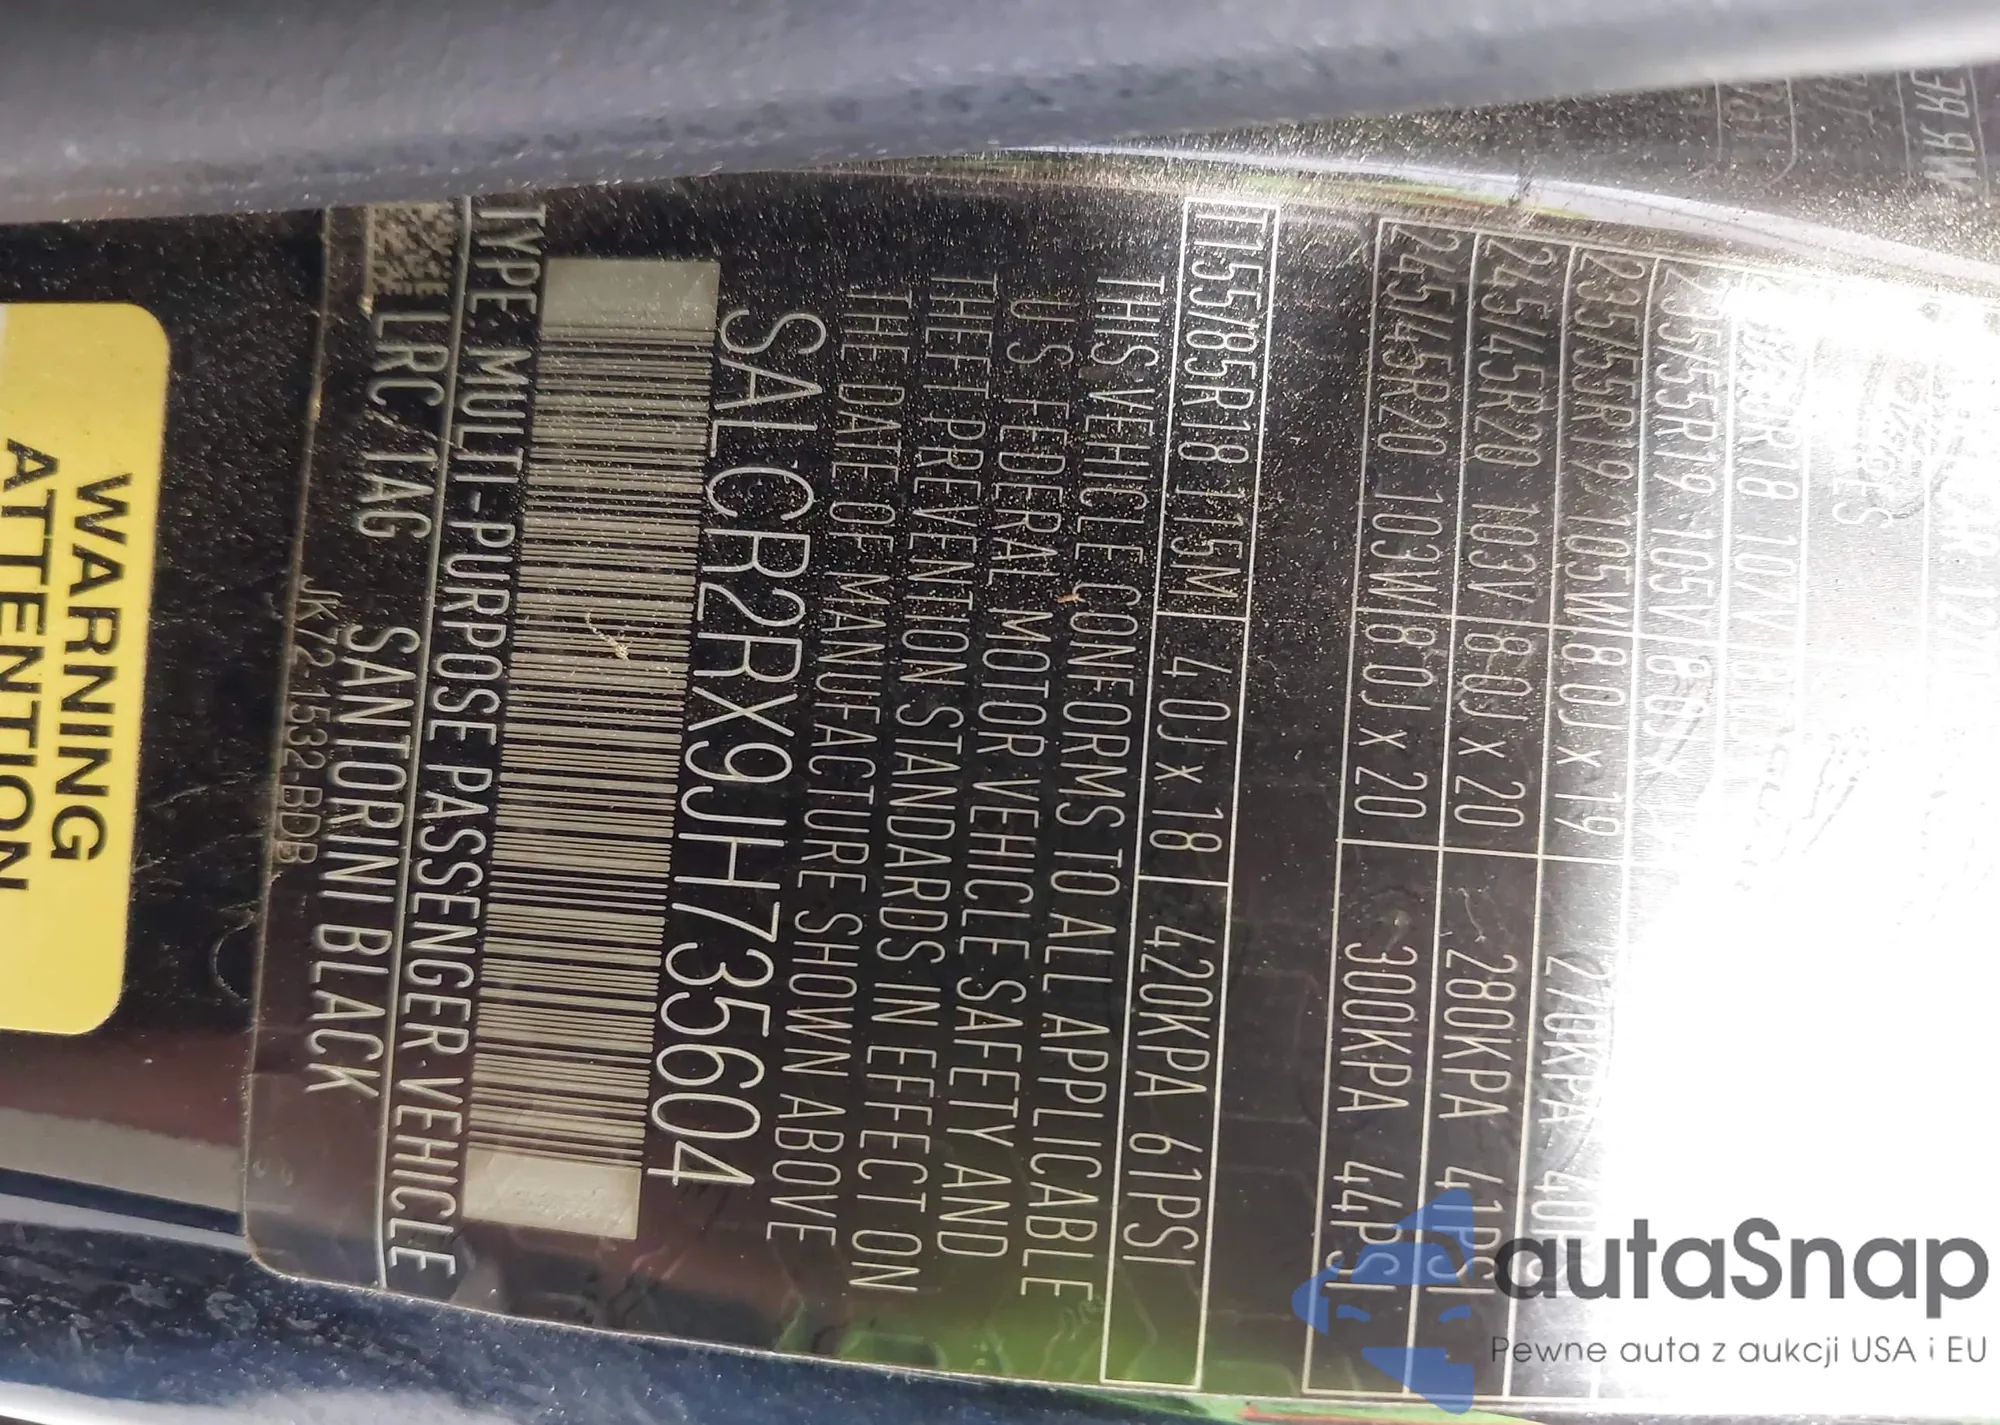 235/55R19 105V 8.0J x
235/55R19 105W 8.0J x 19 270KPA
245/45R20 103V 8.0J x 20 280KPA 41PSI
245/45R20 103W 8.0J x 20 300KPA 44PSI
T155/85R18 115M 4.0J x 18 420KPA 61PSI
THIS VEHICLE CONFORMS TO ALL APPLICABLE
U.S. FEDERAL MOTOR VEHICLE SAFETY AND
THEFT PREVENTION STANDARDS IN EFFECT ON
THE DATE OF MANUFACTURE SHOWN ABOVE
SALCR2RX9JH735604
TYPE: MULTI-PURPOSE PASSENGER VEHICLE
LRC 1AG SANTORINI BLACK
JK72-1532-BDB
WARNING
ATTENTION
autaSnap
Pewne auta z aukcji USA i EU